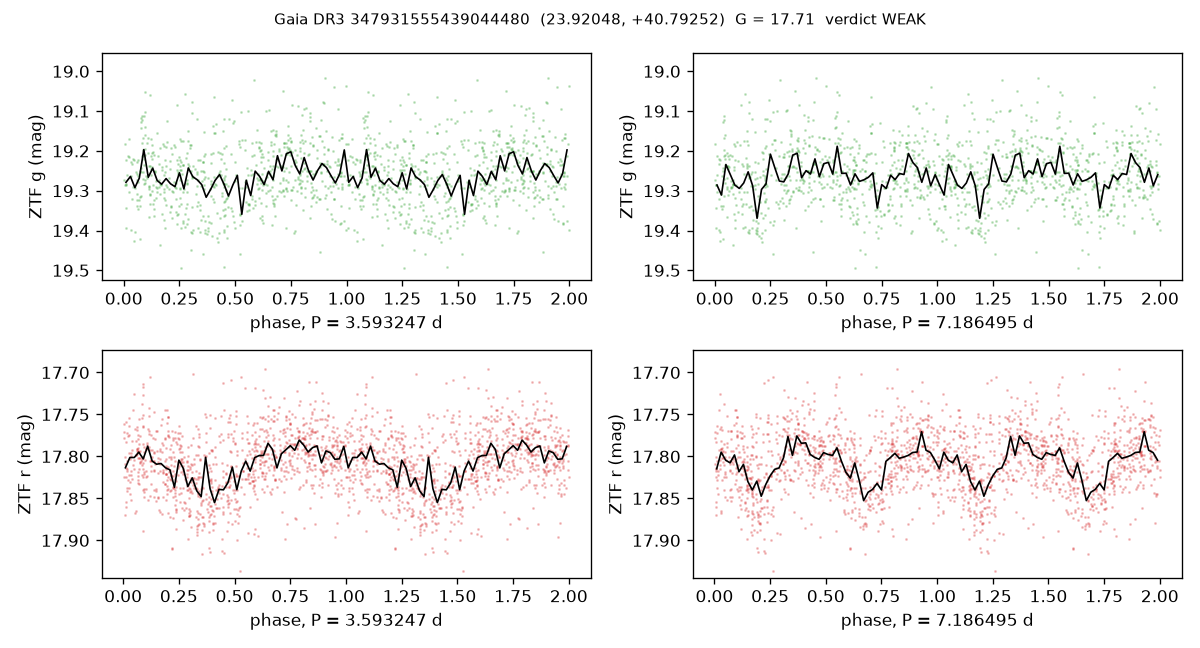 Gaia DR3 347931555439044480 (23.92048, +40.79252) G = 17.71 verdict WEAK
ZTF g (mag)
19.0
19.1
19.2
19.3
19.4
19.5
0.00 0.25 0.50 0.75 1.00 1.25 1.50 1.75 2.00
phase, P = 3.593247 d
ZTF g (mag)
19.0
19.1
19.2
19.3
19.4
19.5
0.00 0.25 0.50 0.75 1.00 1.25 1.50 1.75 2.00
phase, P = 7.186495 d
ZTF r (mag)
17.70
17.75
17.80
17.85
17.90
0.00 0.25 0.50 0.75 1.00 1.25 1.50 1.75 2.00
phase, P = 3.593247 d
ZTF r (mag)
17.70
17.75
17.80
17.85
17.90
0.00 0.25 0.50 0.75 1.00 1.25 1.50 1.75 2.00
phase, P = 7.186495 d